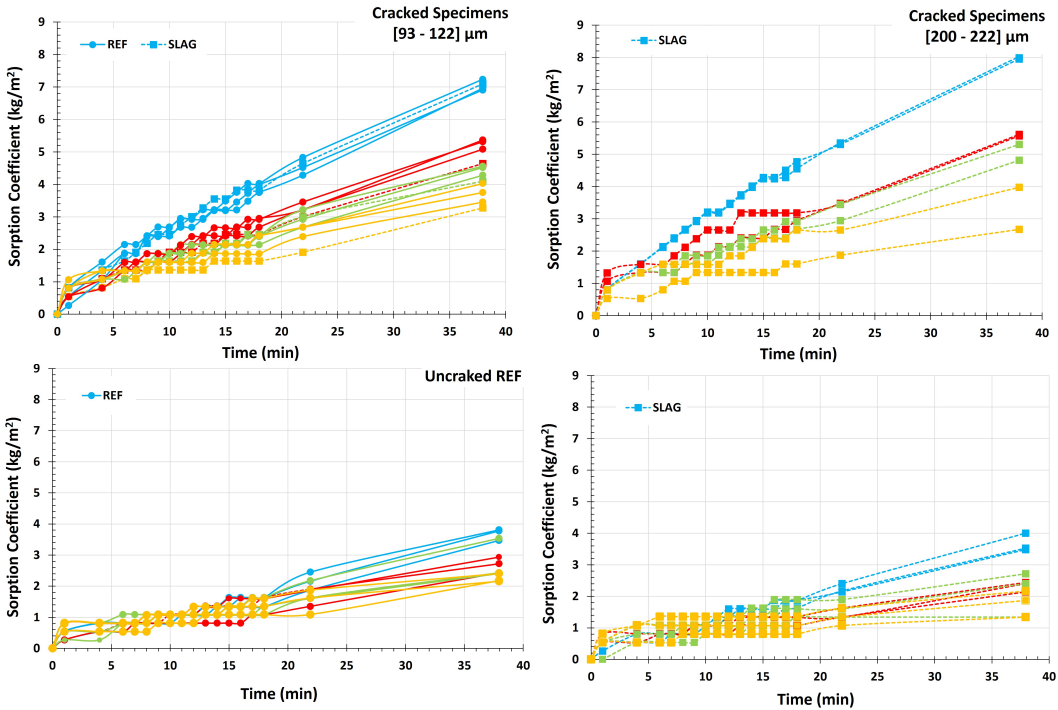 Cracked Specimens
[93 - 122] µm
REF
SLAG
Sorption Coefficient (kg/m²)
9
8
7
6
5
4
3
2
1
0
0 5 10 15 20 25 30 35 40
Time (min)
Cracked Specimens
[200 - 222] µm
SLAG
Sorption Coefficient (kg/m²)
9
8
7
6
5
4
3
2
1
0
0 5 10 15 20 25 30 35 40
Time (min)
Uncraked REF
REF
Sorption Coefficient (kg/m²)
9
8
7
6
5
4
3
2
1
0
0 5 10 15 20 25 30 35 40
Time (min)
SLAG
Sorption Coefficient (kg/m²)
9
8
7
6
5
4
3
2
1
0
0 5 10 15 20 25 30 35 40
Time (min)